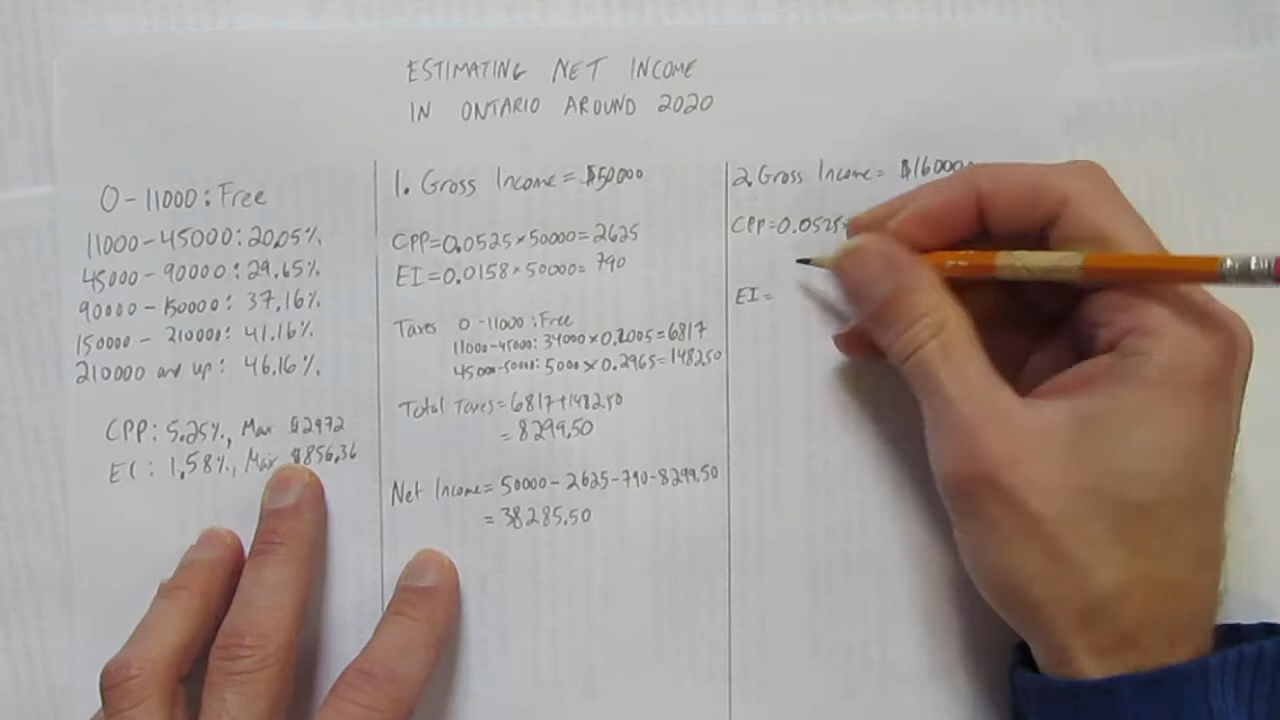 ESTIMATING NET INCOME
IN ONTARIO AROUND 2020
0-11000: Free
11000-45000: 20.05%
45000-90000: 29.65%
90000-150000: 37.16%
150000-210000: 41.16%
210000 and up: 46.16%
CPP: 5.25%, Max $2972
EI: 1.58%, Max $856.36
1. Gross Income = $50000
CPP=0.0525×50000=2625
EI=0.0158×50000=790
Taxes 0-11000: Free
11000-45000: 34000×0.2005=6817
45000-50000: 5000×0.2965=1482.50
Total Taxes=6817+1482.50
=8299.50
Net Income=50000-2625-790-8299.50
=38285.50
2. Gross Income = $16000
CPP=0.0525×
EI=